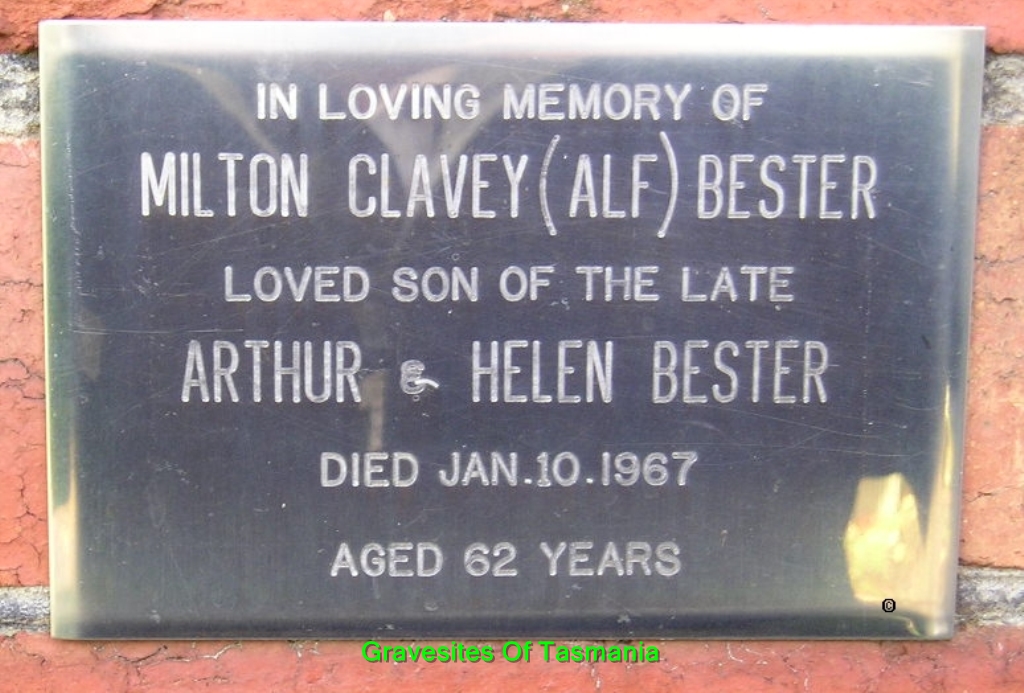 IN LOVING MEMORY OF
MILTON CLAVEY (ALF) BESTER
LOVED SON OF THE LATE
ARTHUR & HELEN BESTER
DIED JAN.10.1967
AGED 62 YEARS
©
Gravesites Of Tasmania